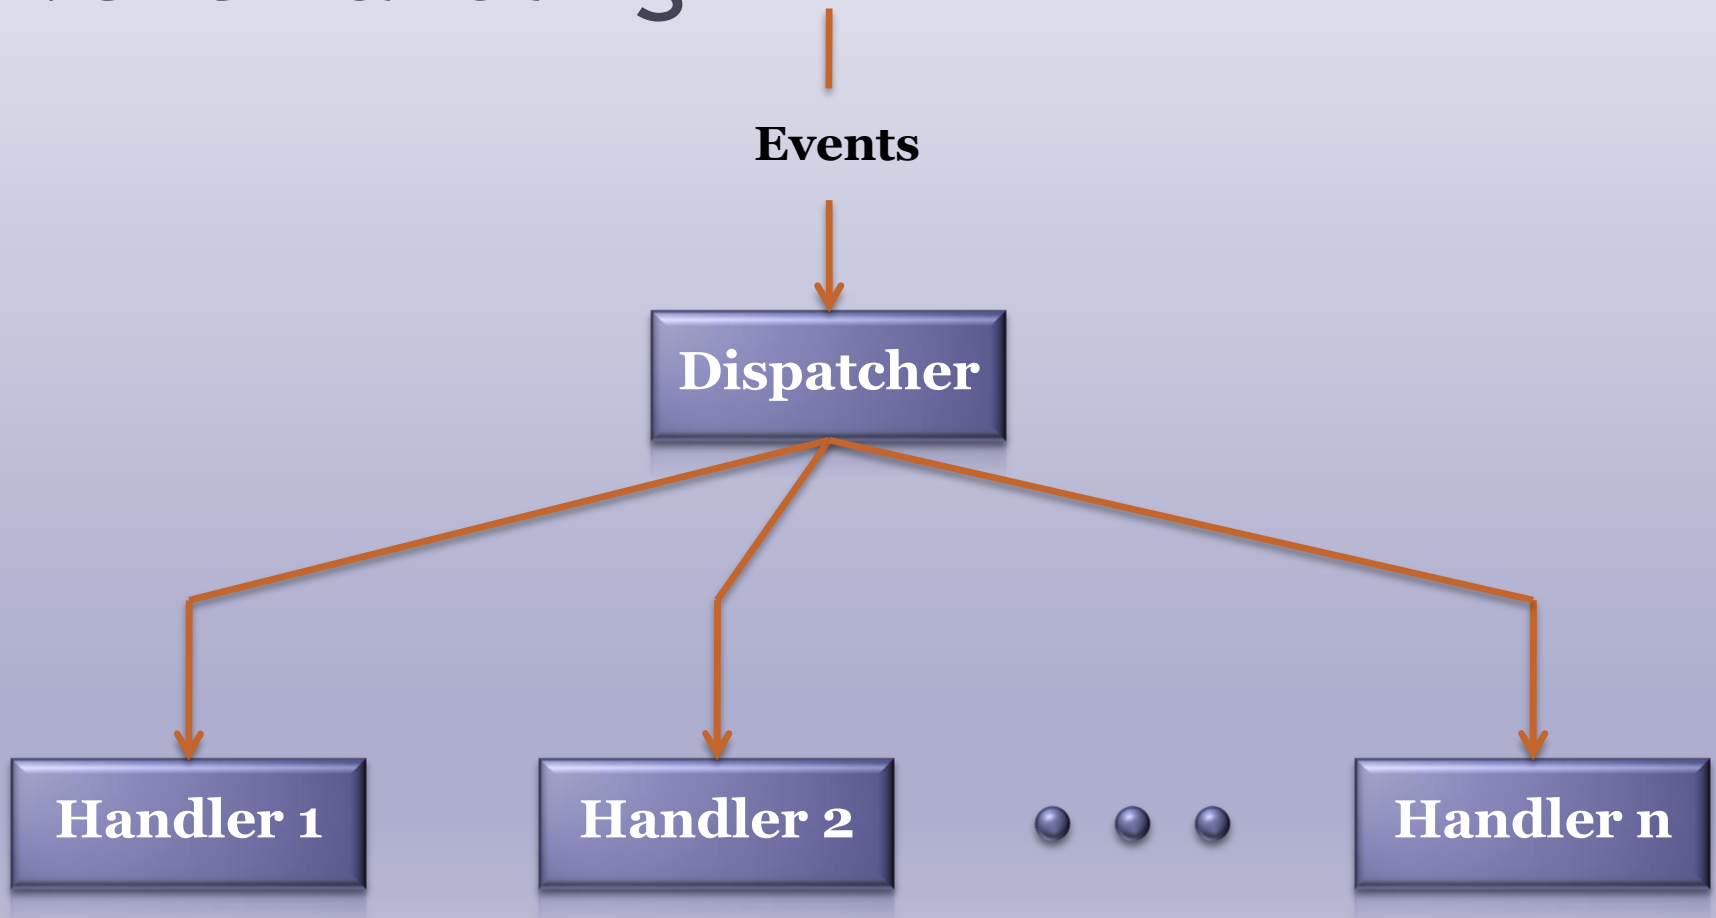 Events
Dispatcher
Handler 1
Handler 2
Handler n